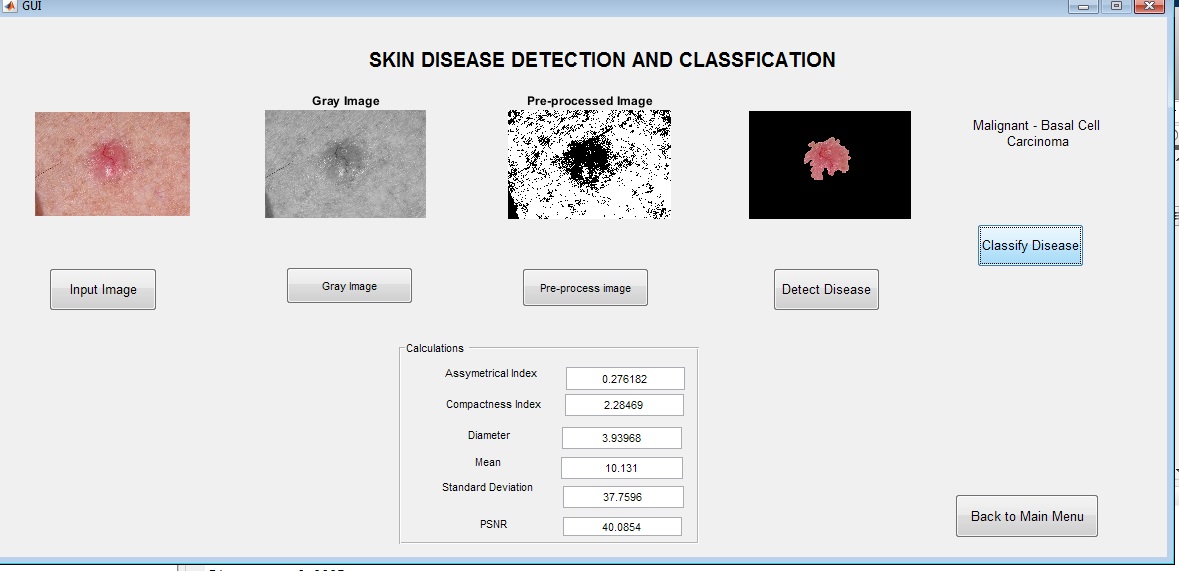 GUI
SKIN DISEASE DETECTION AND CLASSFICATION
Gray Image
Pre-processed Image
Malignant - Basal Cell
Carcinoma
Classify Disease
Input Image
Gray Image
Pre-process image
Detect Disease
Calculations
Assymetrical Index
0.276182
Compactness Index
2.28469
Diameter
3.93968
Mean
10.131
Standard Deviation
37.7596
PSNR
40.0854
Back to Main Menu